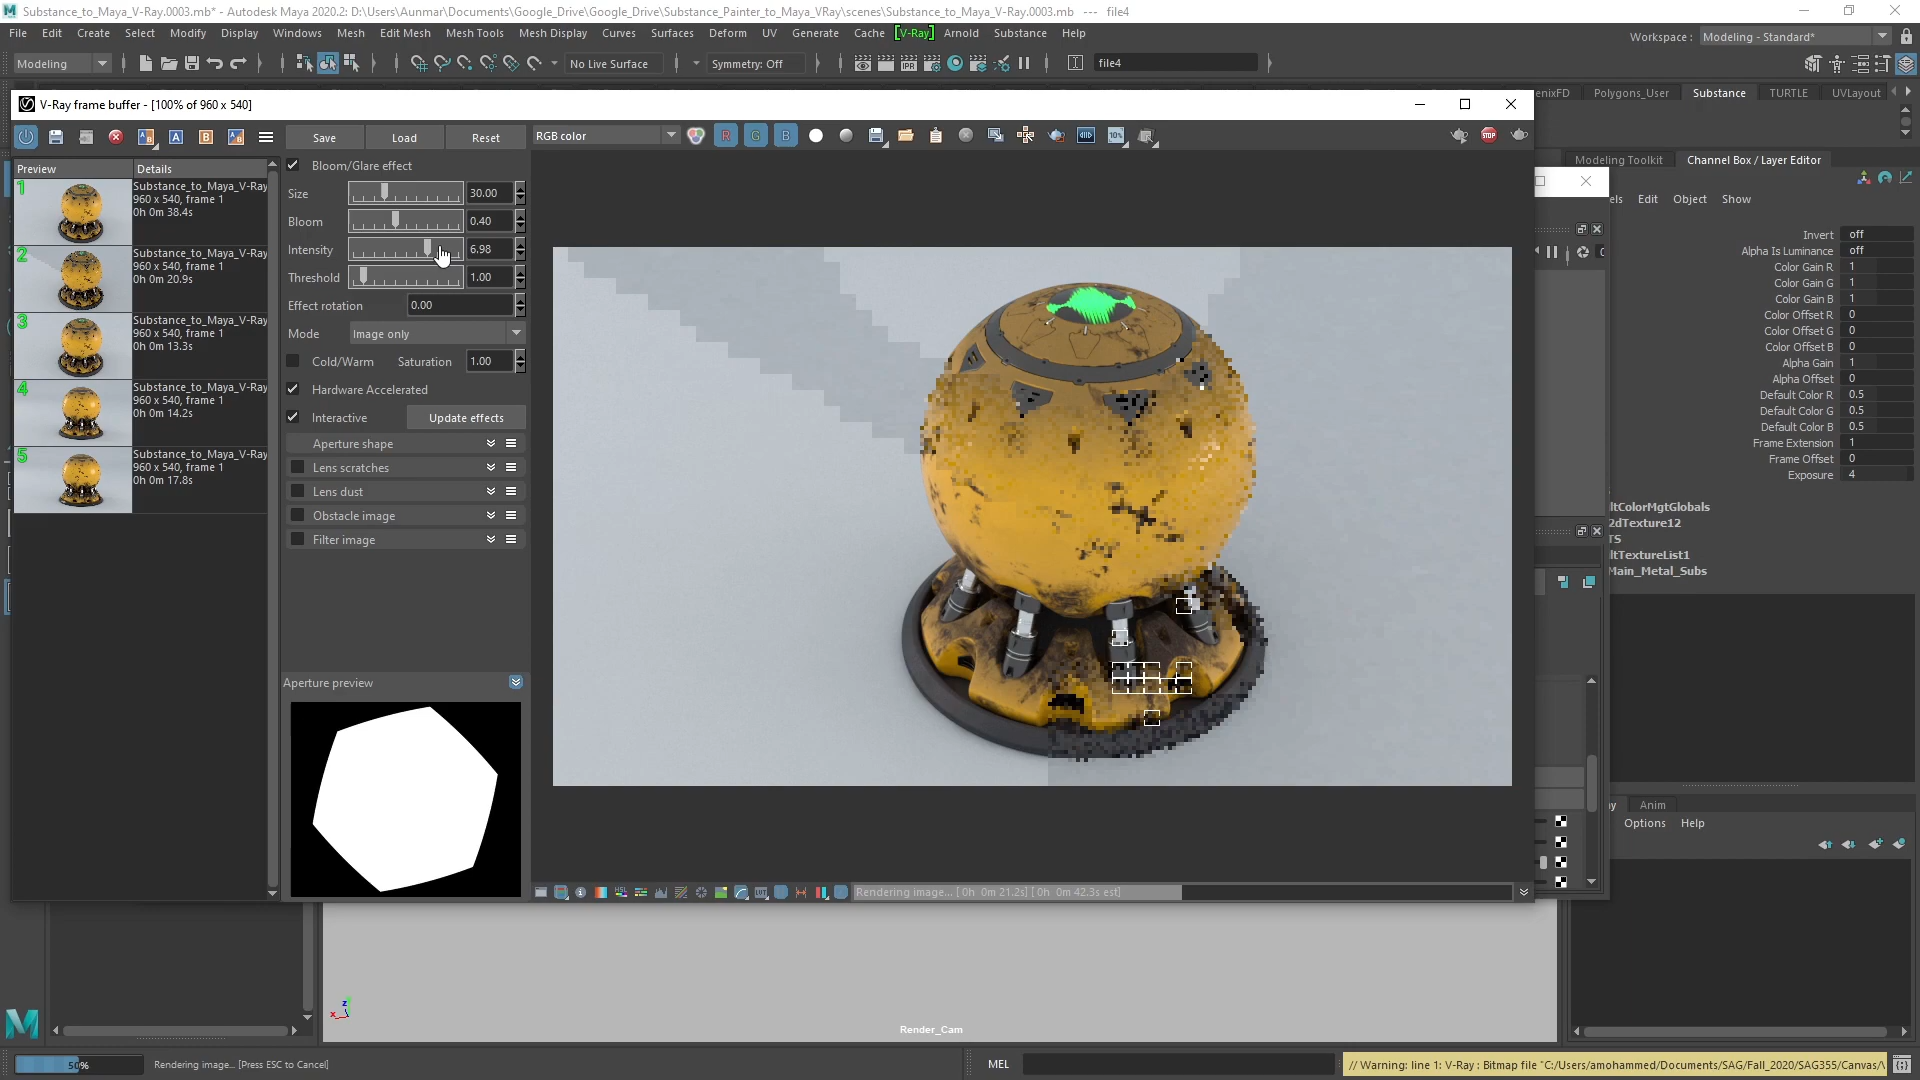 Substance_to_Maya_V-Ray.0003.mb* - Autodesk Maya 2020.2: D:\Users\Aunmar\Documents\Google_Drive\Google_Drive\Substance_Painter_to_Maya_VRay\scenes\Substance_to_Maya_V-Ray.0003.mb --- file4
File Edit Create Select Modify Display Windows Mesh Edit Mesh Mesh Tools Mesh Display Curves Surfaces Deform UV Generate Cache [V-Ray] Arnold Substance Help
Workspace : Modeling - Standard*
Modeling No Live Surface Symmetry: Off IPR file4
enixFD Polygons_User Substance TURTLE UVLayout
V-Ray frame buffer - [100% of 960 x 540]
Save Load Reset RGB color R G B
Modeling Toolkit Channel Box / Layer Editor
els Edit Object Show
Preview Details
1 Substance_to_Maya_V-Ray
960 x 540, frame 1
0h 0m 38.4s
2 Substance_to_Maya_V-Ray
960 x 540, frame 1
0h 0m 20.9s
3 Substance_to_Maya_V-Ray
960 x 540, frame 1
0h 0m 13.3s
4 Substance_to_Maya_V-Ray
960 x 540, frame 1
0h 0m 14.2s
5 Substance_to_Maya_V-Ray
960 x 540, frame 1
0h 0m 17.8s
Bloom/Glare effect
Size 30.00
Bloom 0.40
Intensity 6.98
Threshold 1.00
Effect rotation 0.00
Mode Image only
Cold/Warm Saturation 1.00
Hardware Accelerated
Interactive Update effects
Aperture shape
Lens scratches
Lens dust
Obstacle image
Filter image
Aperture preview
Rendering image... [ 0h 0m 21.2s] [ 0h 0m 42.3s est]
Invert off
Alpha Is Luminance off
Color Gain R 1
Color Gain G 1
Color Gain B 1
Color Offset R 0
Color Offset G 0
Color Offset B 0
Alpha Gain 1
Alpha Offset 0
Default Color R 0.5
Default Color G 0.5
Default Color B 0.5
Frame Extension 1
Frame Offset 0
Exposure 4
ltColorMgtGlobals
2dTexture12
TS
ltTextureList1
Main_Metal_Subs
ay Anim
Options Help
z
x
Render_Cam
50% Rendering image... [Press ESC to Cancel]
MEL
// Warning: line 1: V-Ray : Bitmap file "C:/Users/amohammed/Documents/SAG/Fall_2020/SAG355/Canvas/\